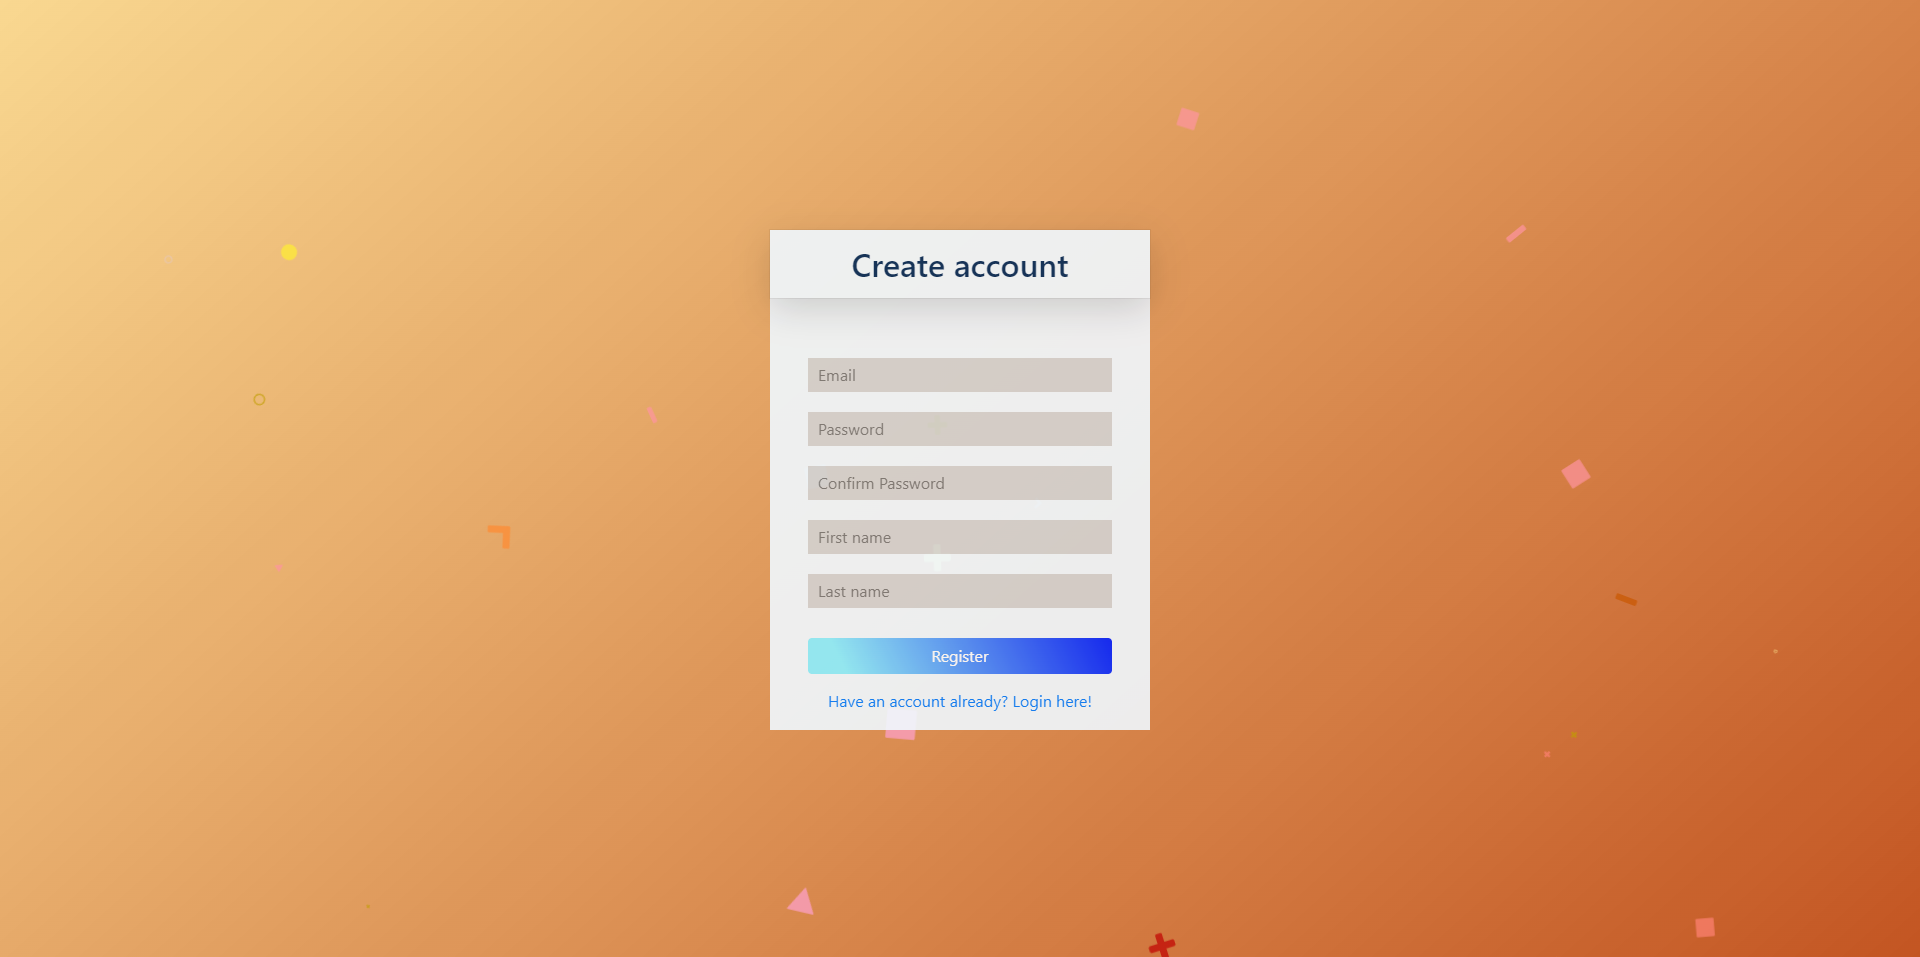 Create account
Email
Password
Confirm Password
First name
Last name
Register
Have an account already? Login here!